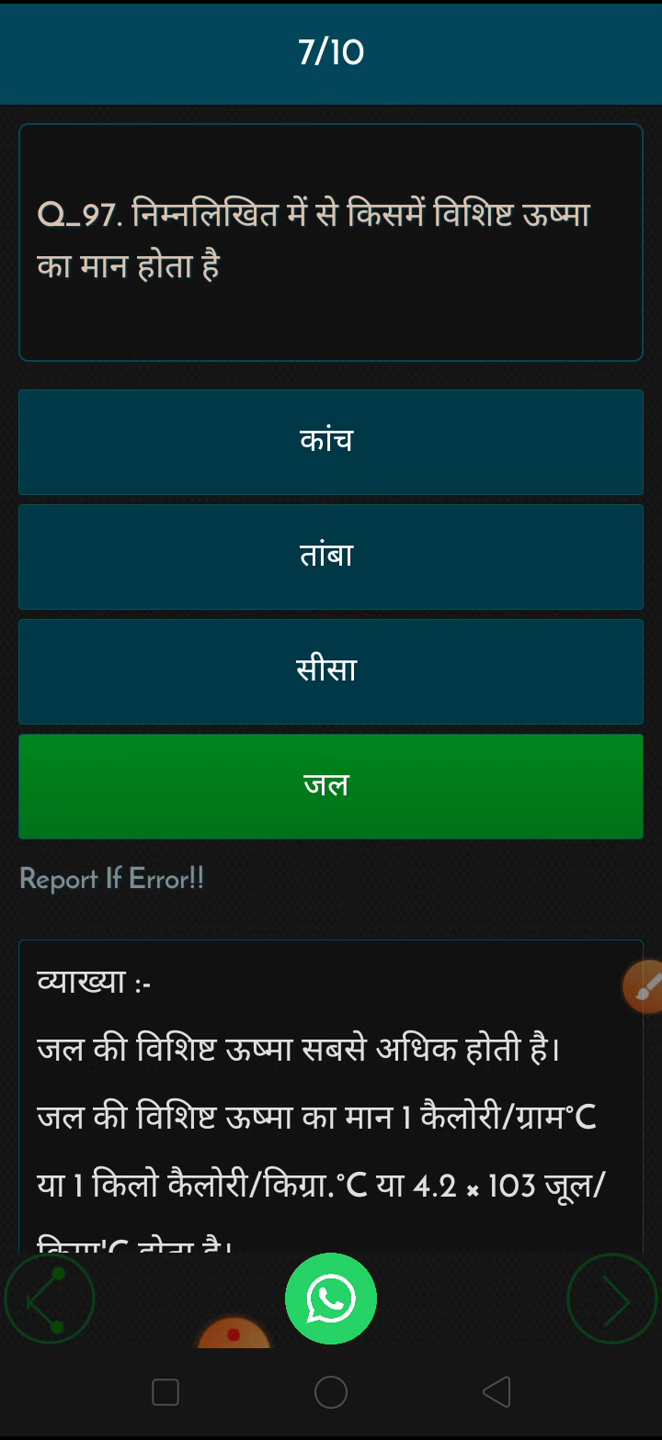 7/10
Q_97. निम्नलिखित में से किसमें विशिष्ट ऊष्मा
का मान होता है
कांच
तांबा
सीसा
जल
Report If Error!!
व्याख्या :-
जल की विशिष्ट ऊष्मा सबसे अधिक होती है।
जल की विशिष्ट ऊष्मा का मान 1 कैलोरी/ग्राम°C
या 1 किलो कैलोरी/किग्रा.°C या 4.2 × 103 जूल/
किग्रा'C होता है।